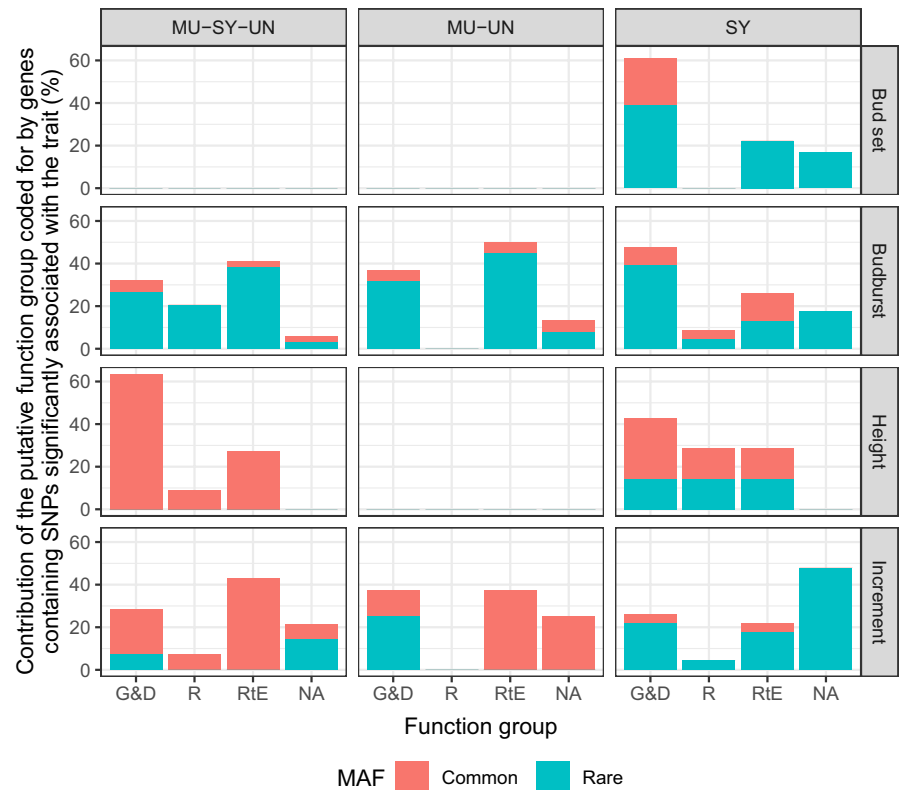 MU−SY−UN MU−UN SY
Contribution of the putative function group coded for by genes
containing SNPs significantly associated with the trait (%)
60
40
20
0
Bud set
60
40
20
0
Budburst
60
40
20
0
Height
60
40
20
0
Increment
G&D R RtE NA G&D R RtE NA G&D R RtE NA
Function group
MAF Common Rare